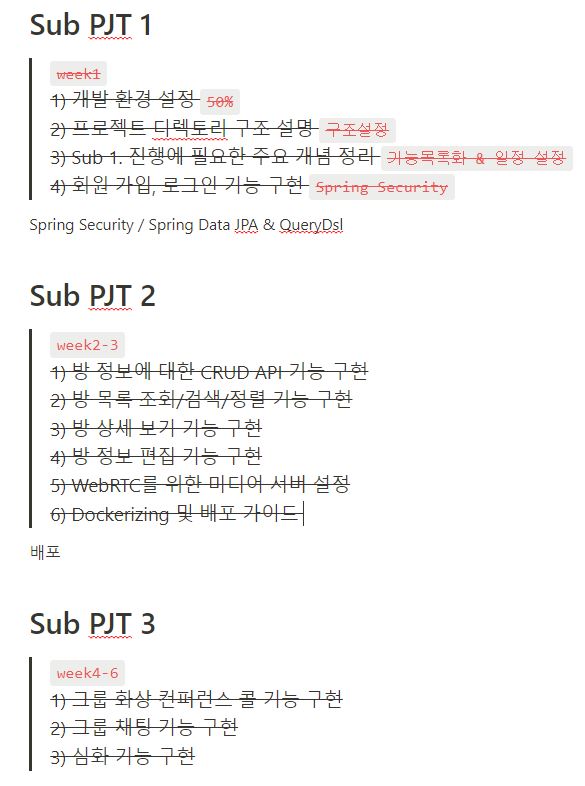 Sub PJT 1
week1
1) 개발 환경 설정 50%
2) 프로젝트 디렉토리 구조 설명 구조설정
3) Sub 1. 진행에 필요한 주요 개념 정리 기능목록화 & 일정 설정
4) 회원 가입, 로그인 기능 구현 Spring Security
Spring Security / Spring Data JPA & QueryDsl
Sub PJT 2
week2-3
1) 방 정보에 대한 CRUD API 기능 구현
2) 방 목록 조회/검색/정렬 기능 구현
3) 방 상세 보기 기능 구현
4) 방 정보 편집 기능 구현
5) WebRTC를 위한 미디어 서버 설정
6) Dockerizing 및 배포 가이드
배포
Sub PJT 3
week4-6
1) 그룹 화상 컨퍼런스 콜 기능 구현
2) 그룹 채팅 기능 구현
3) 심화 기능 구현